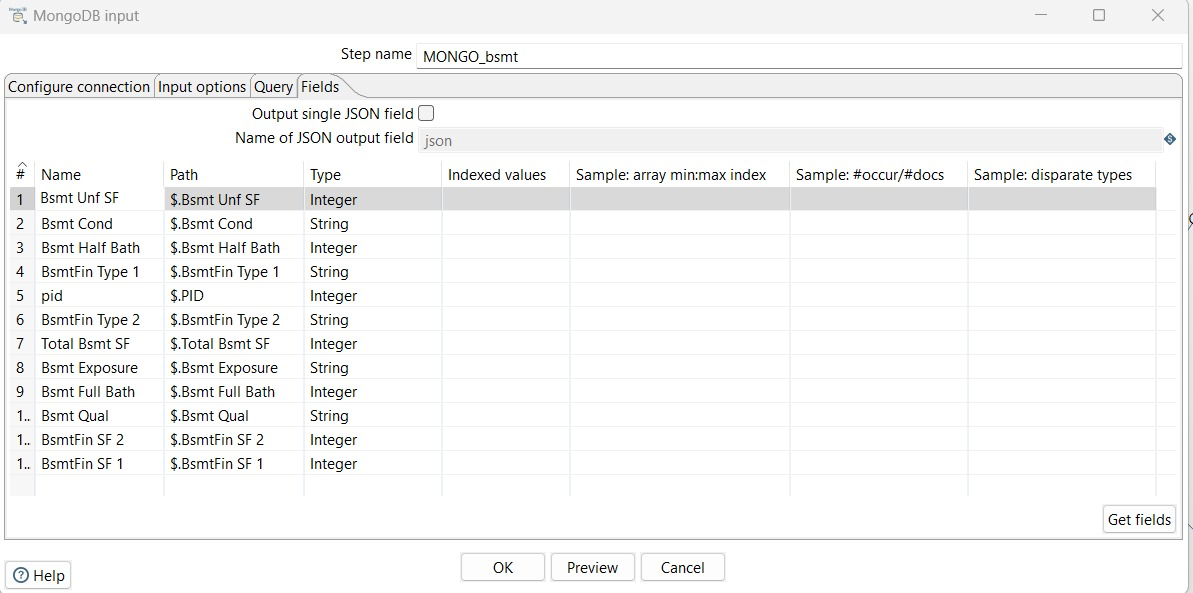 MongoDB input
Step name MONGO_bsmt
Configure connection Input options Query Fields
Output single JSON field
Name of JSON output field json
# Name Path Type Indexed values Sample: array min:max index Sample: #occur/#docs Sample: disparate types
1 Bsmt Unf SF $.Bsmt Unf SF Integer
2 Bsmt Cond $.Bsmt Cond String
3 Bsmt Half Bath $.Bsmt Half Bath Integer
4 BsmtFin Type 1 $.BsmtFin Type 1 String
5 pid $.PID Integer
6 BsmtFin Type 2 $.BsmtFin Type 2 String
7 Total Bsmt SF $.Total Bsmt SF Integer
8 Bsmt Exposure $.Bsmt Exposure String
9 Bsmt Full Bath $.Bsmt Full Bath Integer
1.. Bsmt Qual $.Bsmt Qual String
1.. BsmtFin SF 2 $.BsmtFin SF 2 Integer
1.. BsmtFin SF 1 $.BsmtFin SF 1 Integer
Get fields
Help OK Preview Cancel